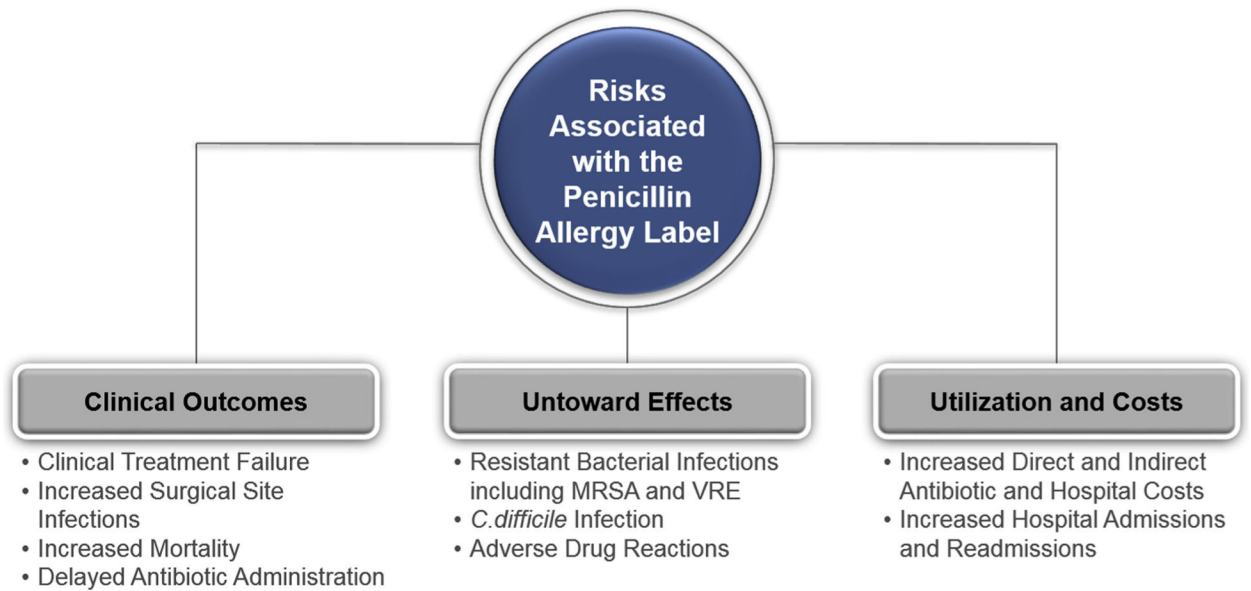 Risks
Associated
with the
Penicillin
Allergy Label
Clinical Outcomes
• Clinical Treatment Failure
• Increased Surgical Site
Infections
• Increased Mortality
• Delayed Antibiotic Administration
Untoward Effects
• Resistant Bacterial Infections
including MRSA and VRE
• C.difficile Infection
• Adverse Drug Reactions
Utilization and Costs
• Increased Direct and Indirect
Antibiotic and Hospital Costs
• Increased Hospital Admissions
and Readmissions